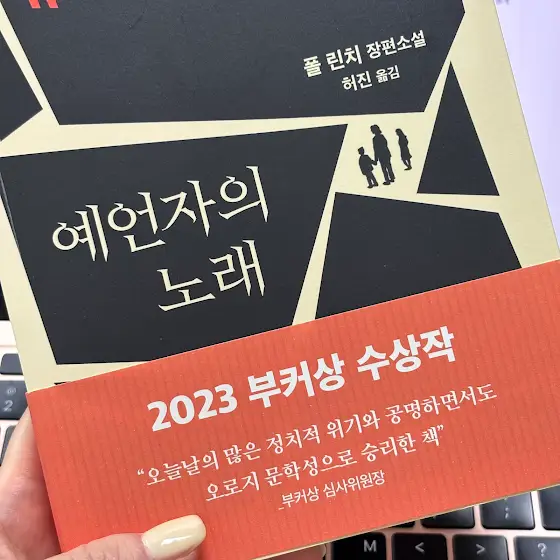 폴 린치 장편소설
허진 옮김
예언자의
노래
2023 부커상 수상작
“오늘날의 많은 정치적 위기와 공명하면서도
오로지 문학성으로 승리한 책”
_부커상 심사위원장
2
M
<
>